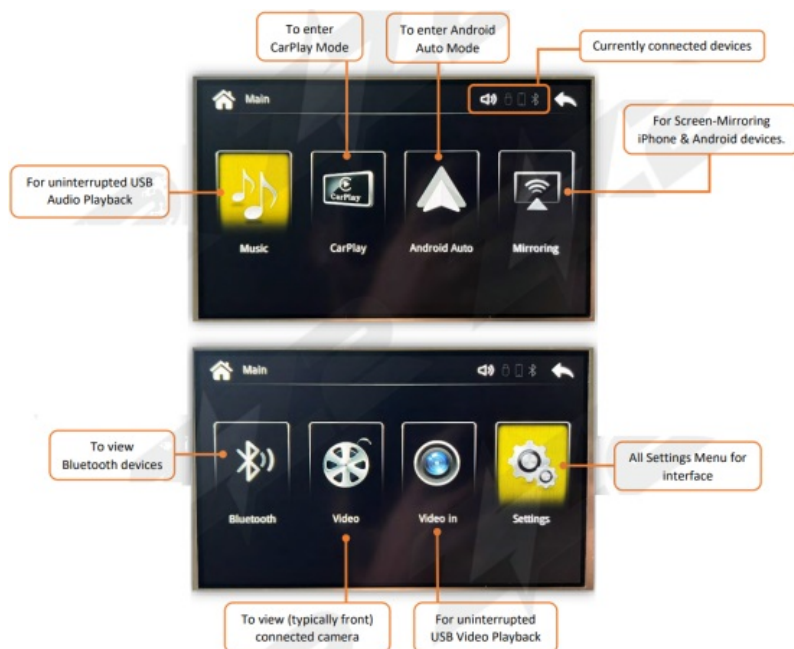 To enter
CarPlay Mode
To enter Android
Auto Mode
Currently connected devices
Main
For Screen-Mirroring
iPhone & Android devices.
For uninterrupted USB
Audio Playback
CarPlay
Music
CarPlay
Android Auto
Mirroring
Main
To view
Bluetooth devices
All Settings Menu for
interface
Bluetooth
Video
Video in
Settings
To view (typically front)
connected camera
For uninterrupted
USB Video Playback